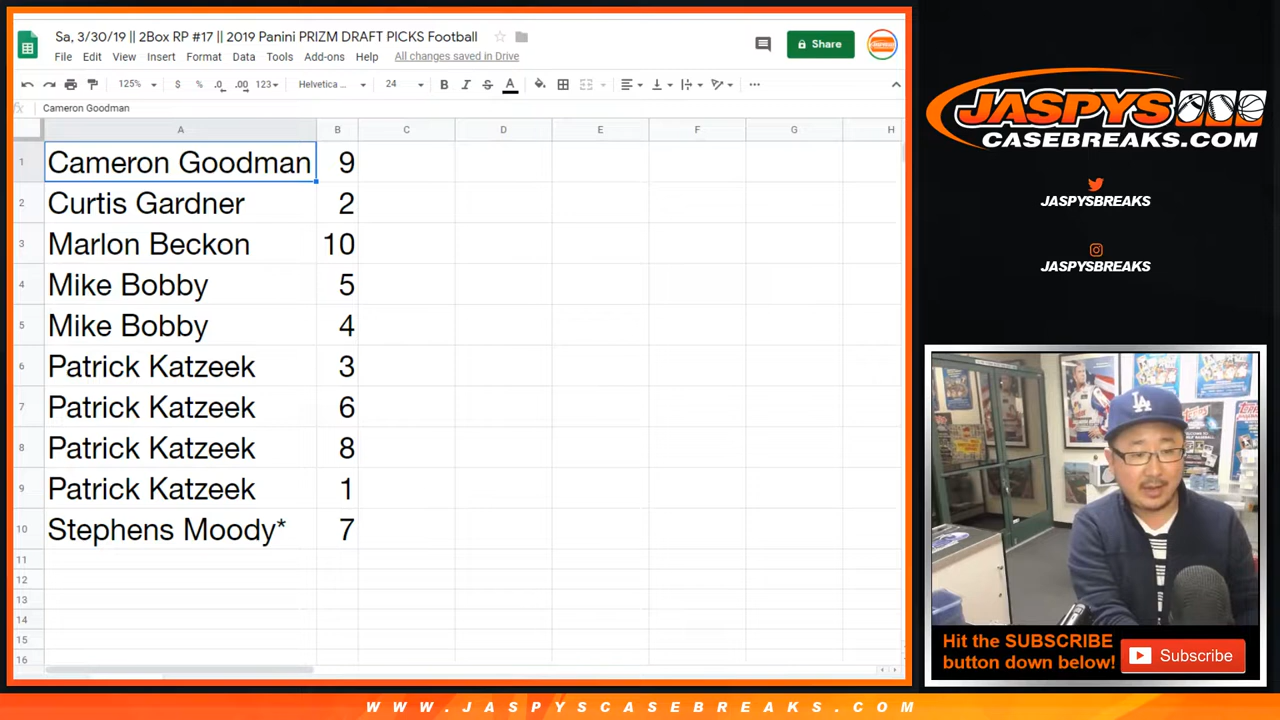 Sa, 3/30/19 || 2Box RP #17 || 2019 Panini PRIZM DRAFT PICKS Football
File Edit View Insert Format Data Tools Add-ons Help All changes saved in Drive
Share
125% $ % .0 .00 123 Helvetica ... 24 B I S A
fx Cameron Goodman
A B C D E F G H
1 Cameron Goodman 9
2 Curtis Gardner 2
3 Marlon Beckon 10
4 Mike Bobby 5
5 Mike Bobby 4
6 Patrick Katzeek 3
7 Patrick Katzeek 6
8 Patrick Katzeek 8
9 Patrick Katzeek 1
10 Stephens Moody* 7
11
12
13
14
15
16
JASPYS
CASEBREAKS.COM
JASPYSBREAKS
JASPYSBREAKS
LA
Hit the SUBSCRIBE
button down below!
Subscribe
WWW.JASPYSCASEBREAKS.COM